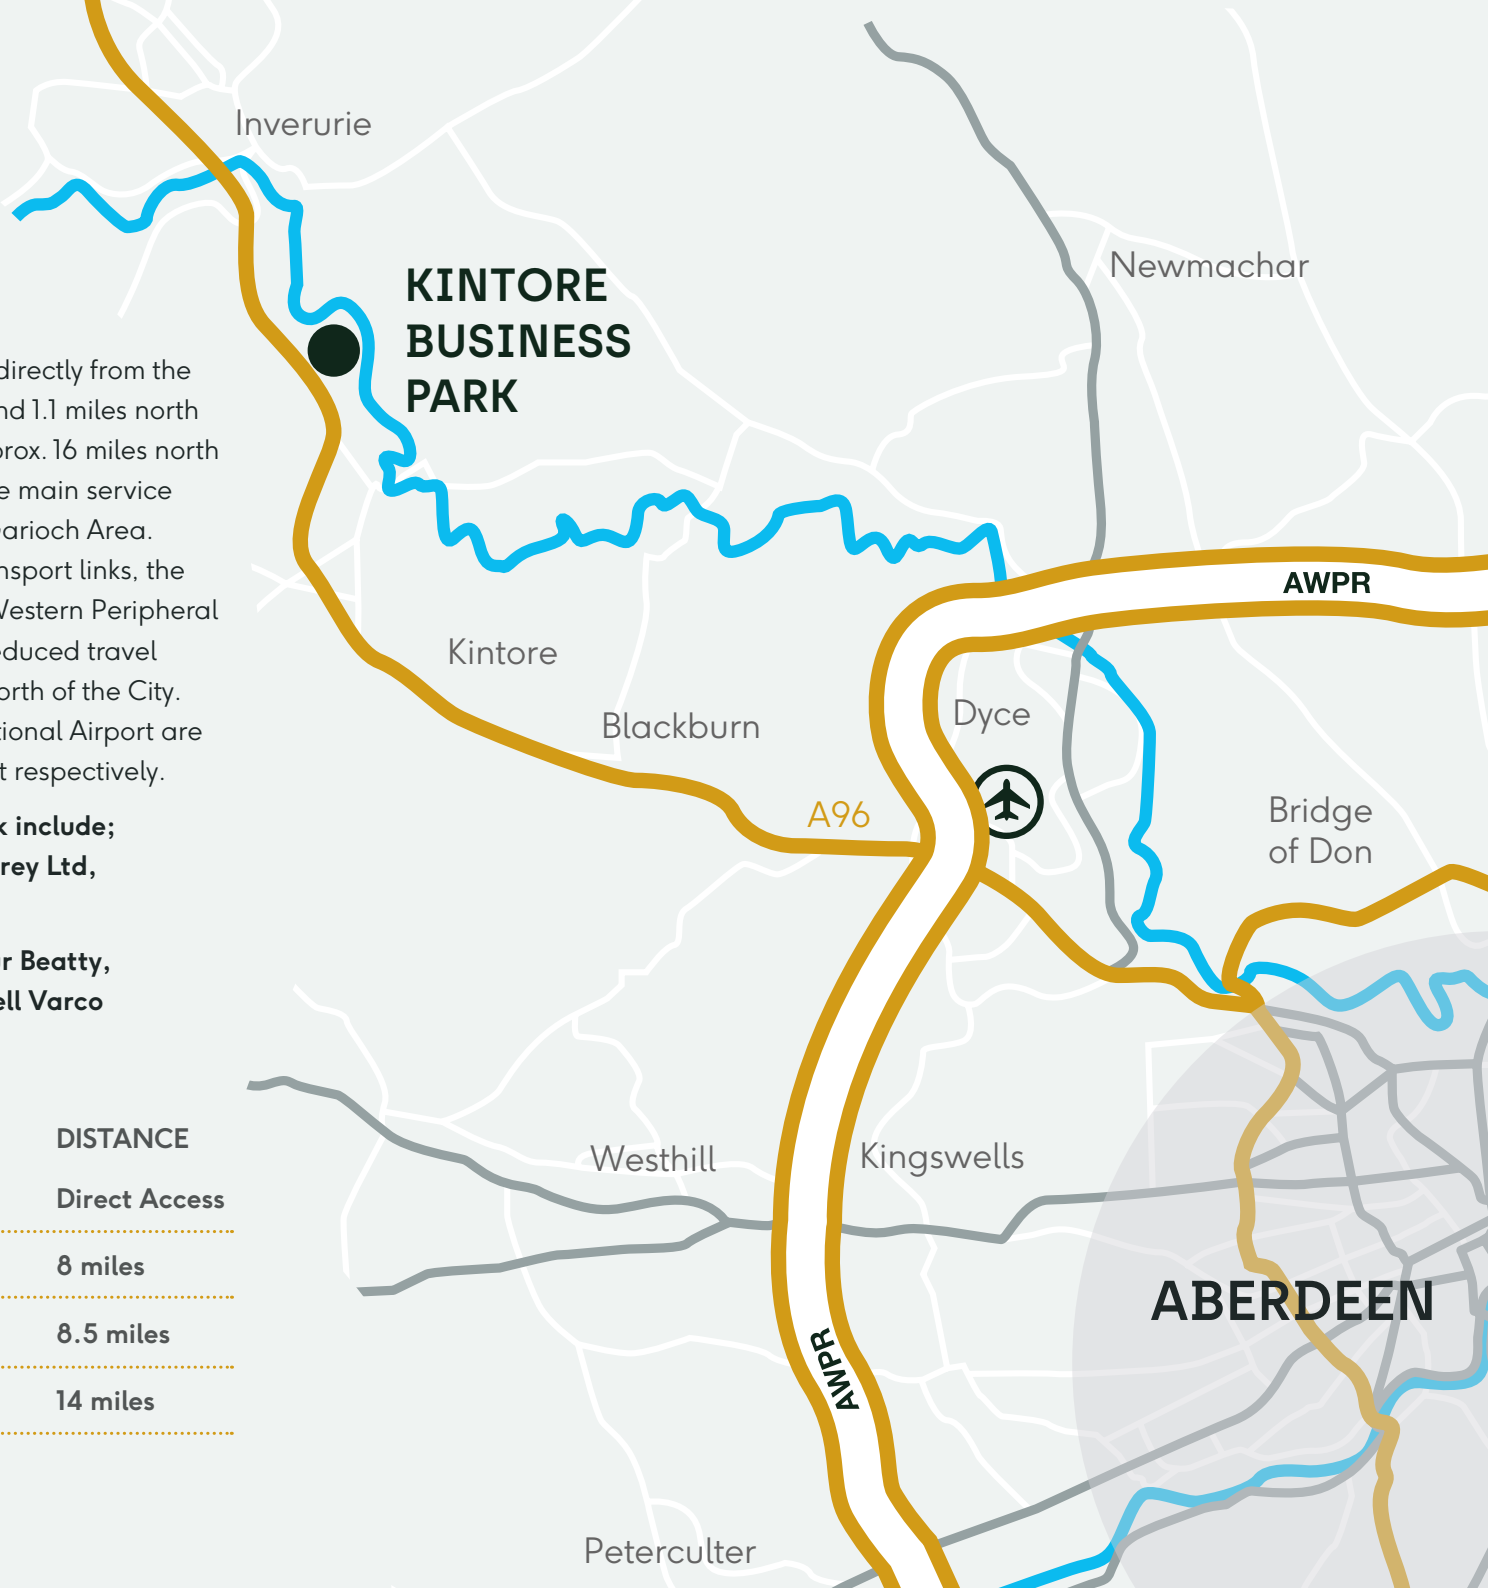 Inverurie
KINTORE
BUSINESS
PARK
Newmachar
directly from the
nd 1.1 miles north
prox. 16 miles north
e main service
arioch Area.
nsport links, the
Western Peripheral
educed travel
orth of the City.
tional Airport are
t respectively.
k include;
rey Ltd,
r Beatty,
ell Varco
AWPR
Kintore
Blackburn
Dyce
A96
Bridge
of Don
DISTANCE
Direct Access
8 miles
8.5 miles
14 miles
Westhill
Kingswells
ABERDEEN
AWPR
Peterculter